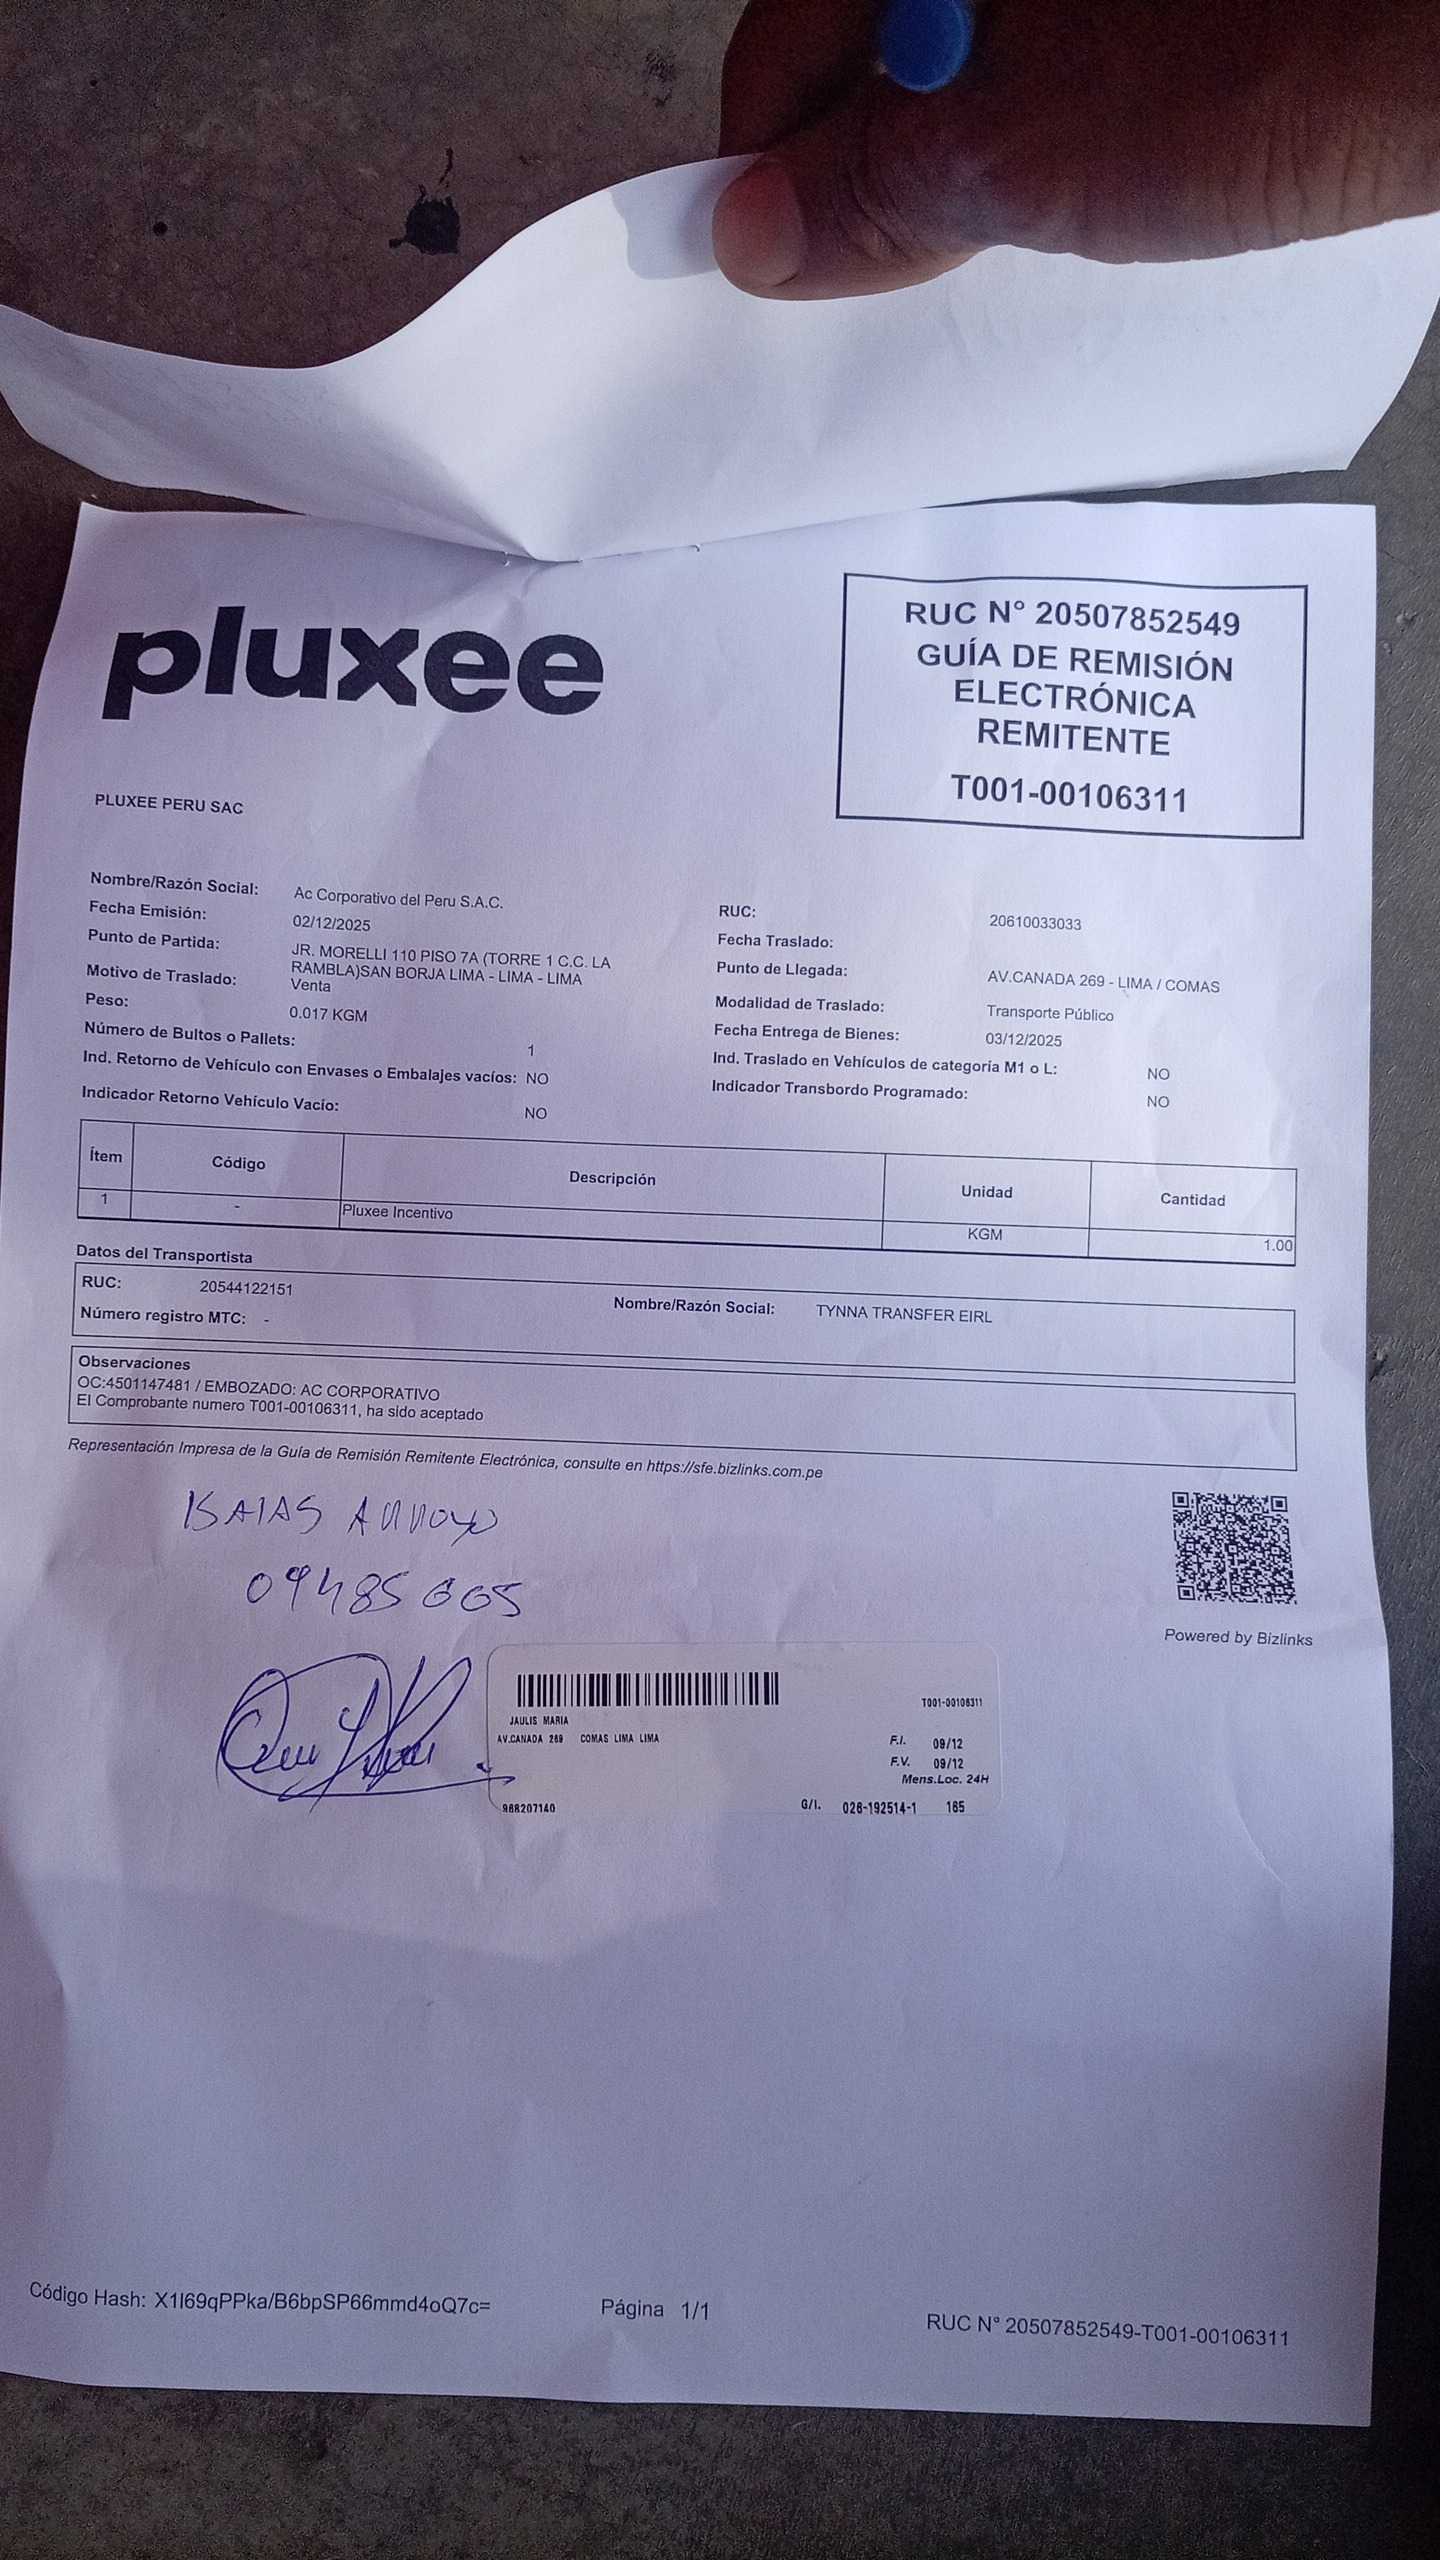 pluxee
RUC N° 20507852549
GUÍA DE REMISIÓN
ELECTRÓNICA
REMITENTE
T001-00106311
PLUXEE PERU SAC
Nombre/Razón Social: Ac Corporativo del Peru S.A.C.
Fecha Emisión: 02/12/2025
Punto de Partida: JR. MORELLI 110 PISO 7A (TORRE 1 C.C. LA
RAMBLA)SAN BORJA LIMA - LIMA - LIMA
Motivo de Traslado: Venta
Peso: 0.017 KGM
Número de Bultos o Pallets: 1
Ind. Retorno de Vehículo con Envases o Embalajes vacíos: NO
Indicador Retorno Vehículo Vacío: NO
RUC: 20610033033
Fecha Traslado:
Punto de Llegada: AV.CANADA 269 - LIMA / COMAS
Modalidad de Traslado: Transporte Público
Fecha Entrega de Bienes: 03/12/2025
Ind. Traslado en Vehículos de categoría M1 o L: NO
Indicador Transbordo Programado: NO
Ítem Código Descripción Unidad Cantidad
1 - Pluxee Incentivo KGM 1.00
Datos del Transportista
RUC: 20544122151 Nombre/Razón Social: TYNNA TRANSFER EIRL
Número registro MTC: -
Observaciones
OC:4501147481 / EMBOZADO: AC CORPORATIVO
El Comprobante numero T001-00106311, ha sido aceptado
Representación Impresa de la Guía de Remisión Remitente Electrónica, consulte en https://sfe.bizlinks.com.pe
ISAIAS Arroyo
09485665
Powered by Bizlinks
T001-00106311
JAULIS MARIA
AV.CANADA 269 COMAS LIMA LIMA
F.I. 09/12
F.V. 09/12
Mens.Loc. 24H
968207140 G/I. 026-192514-1 165
Código Hash: X1I69qPPka/B6bpSP66mmd4oQ7c= Página 1/1 RUC N° 20507852549-T001-00106311